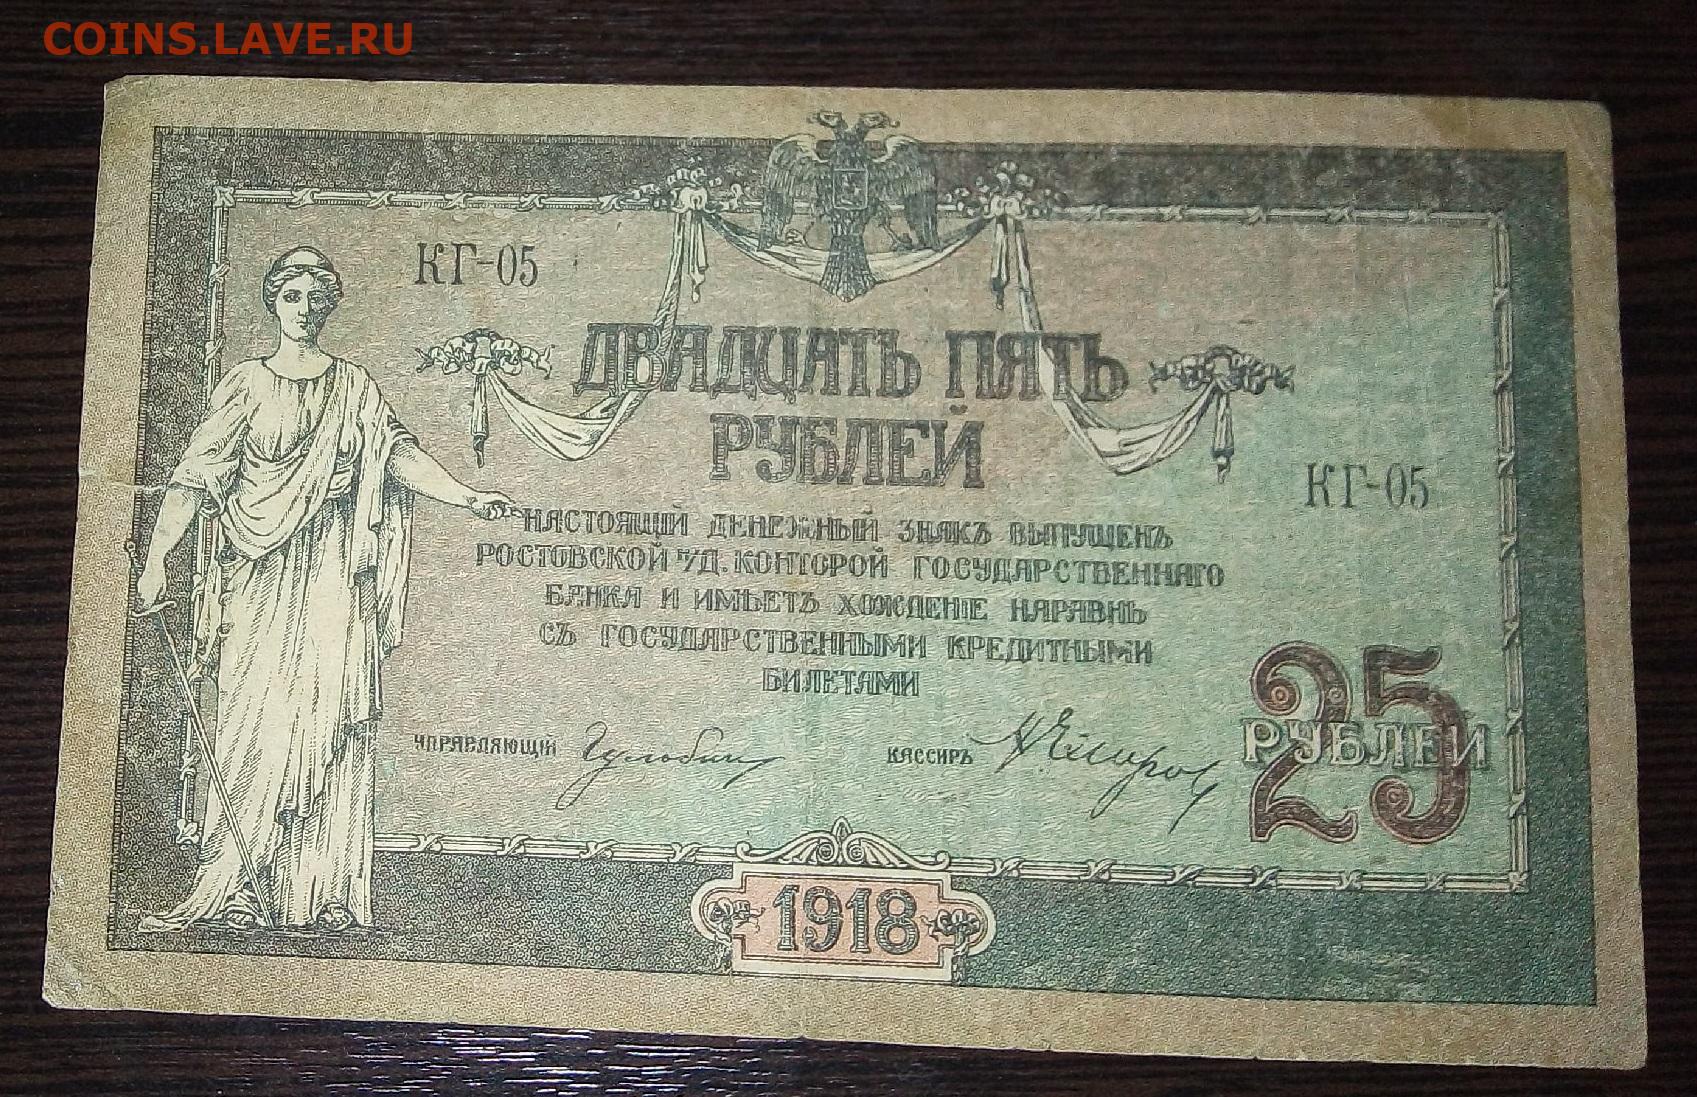 COINS.LAVE.RU
КГ-05
ДВАДЦАТЬ ПЯТЬ
РУБЛЕЙ
КГ-05
НАСТОЯЩІЙ ДЕНЕЖНЫЙ ЗНАКЪ ВЫПУЩЕНЪ
РОСТОВСКОЙ Н/Д. КОНТОРОЙ ГОСУДАРСТВЕННАГО
БАНКА И ИМѢЕТЪ ХОЖДЕНІЕ НАРАВНѢ
СЪ ГОСУДАРСТВЕННЫМИ КРЕДИТНЫМИ
БИЛЕТАМИ
УПРАВЛЯЮЩІЙ
КАССИРЪ
25
РУБЛЕЙ
1918